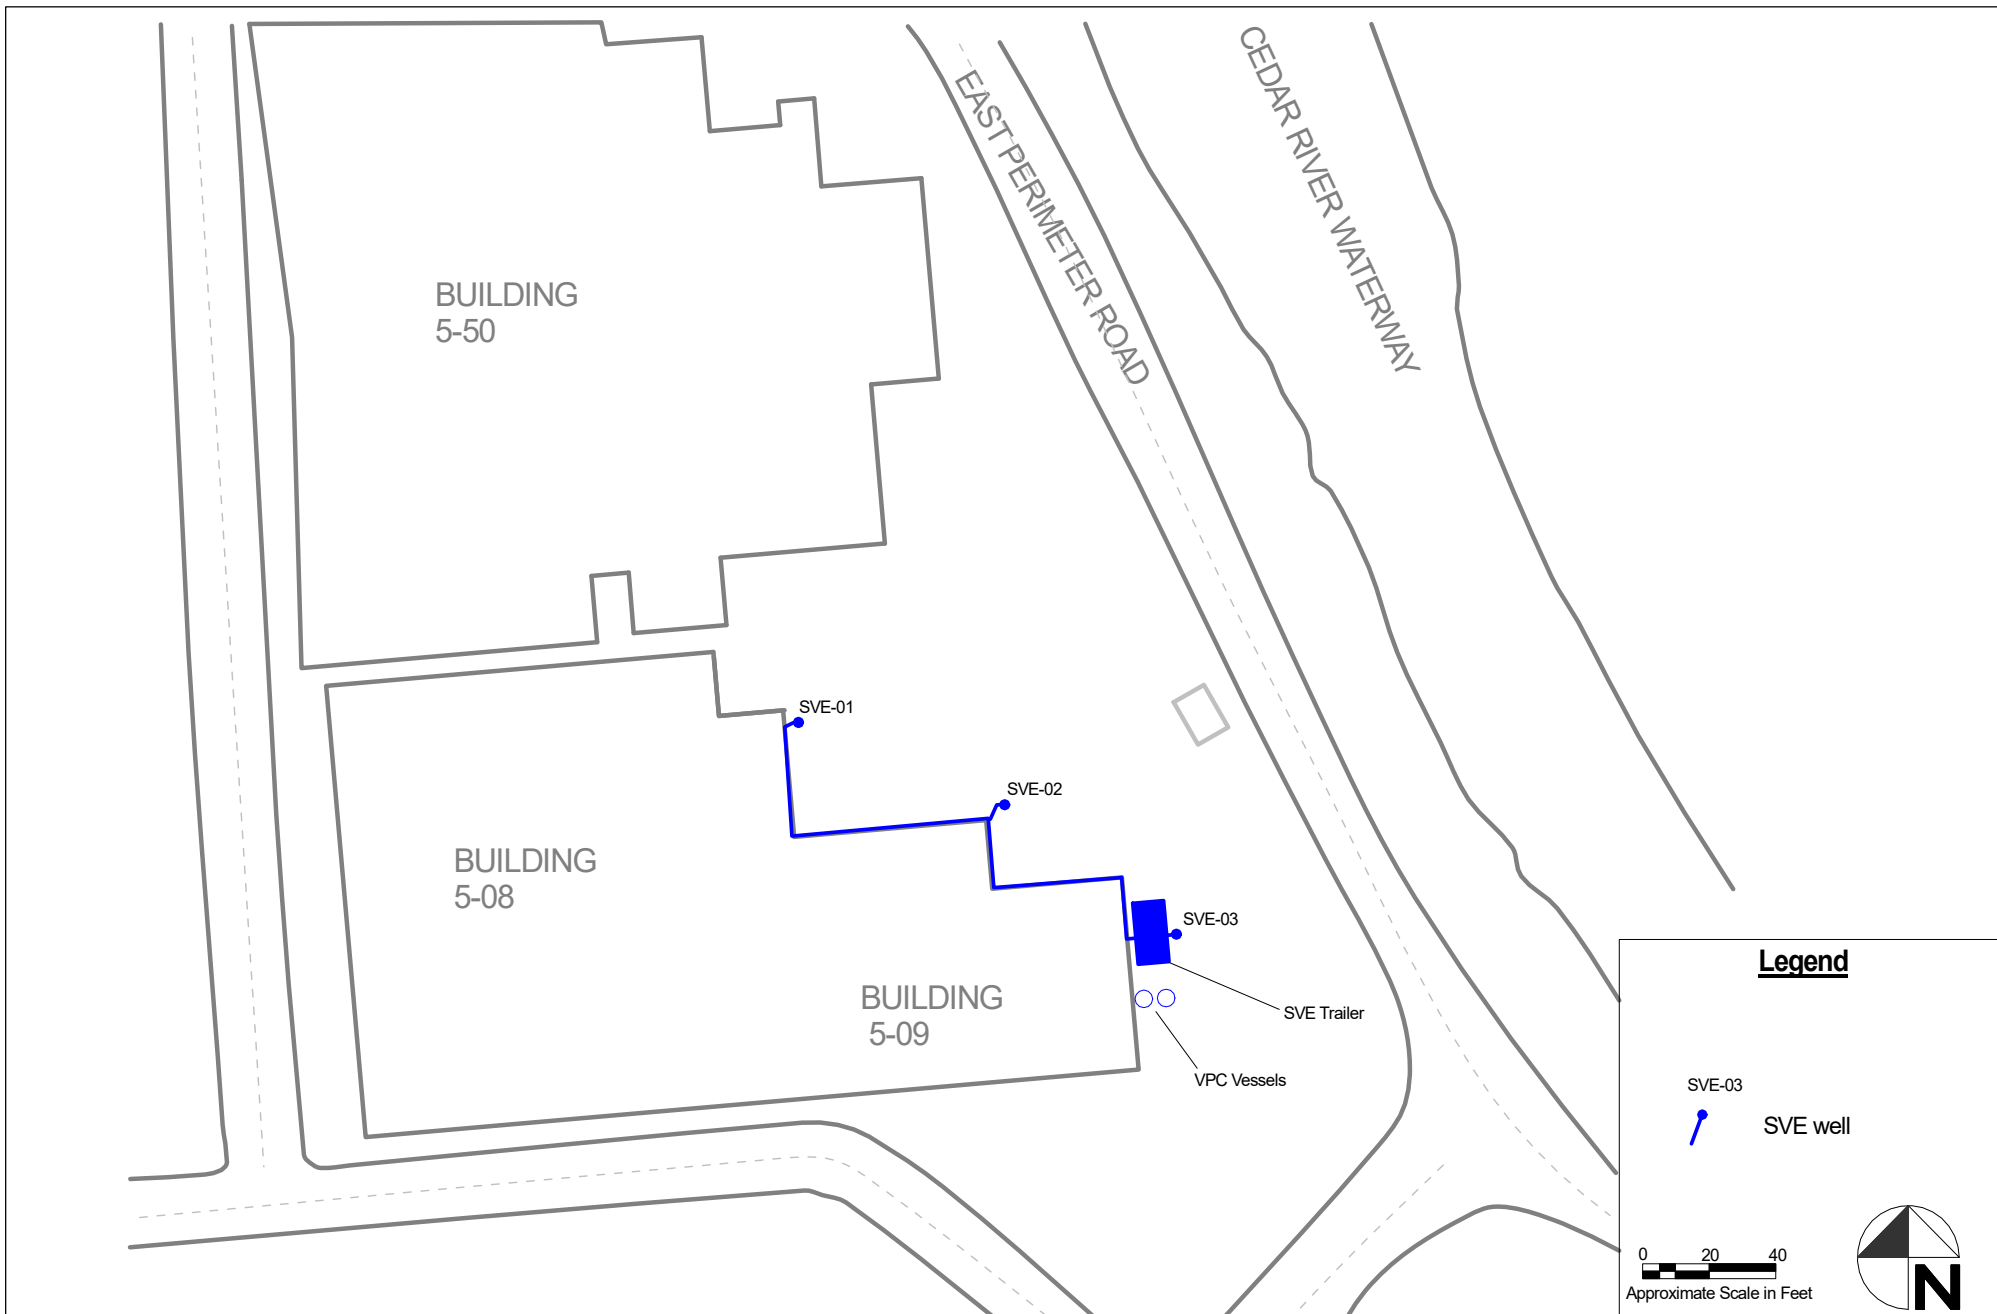 CEDAR RIVER WATERWAY
EAST PERIMETER ROAD
BUILDING
5-50
SVE-01
SVE-02
BUILDING
5-08
SVE-03
BUILDING
5-09
SVE Trailer
VPC Vessels
Legend
SVE-03
SVE well
0 20 40
Approximate Scale in Feet
N